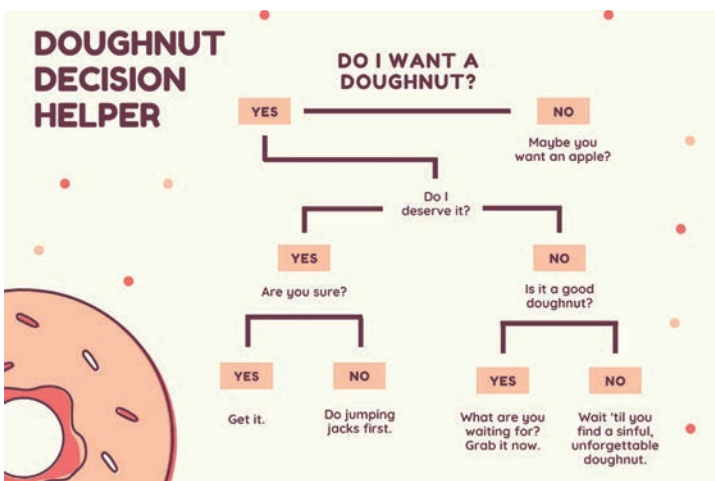 DOUGHNUT
DECISION
HELPER
DO I WANT A
DOUGHNUT?
YES
NO
Maybe you
want an apple?
Do I
deserve it?
YES
NO
Are you sure?
Is it a good
doughnut?
YES
NO
YES
NO
Get it.
Do jumping
jacks first.
What are you
waiting for?
Grab it now.
Wait 'til you
find a sinful,
unforgettable
doughnut.